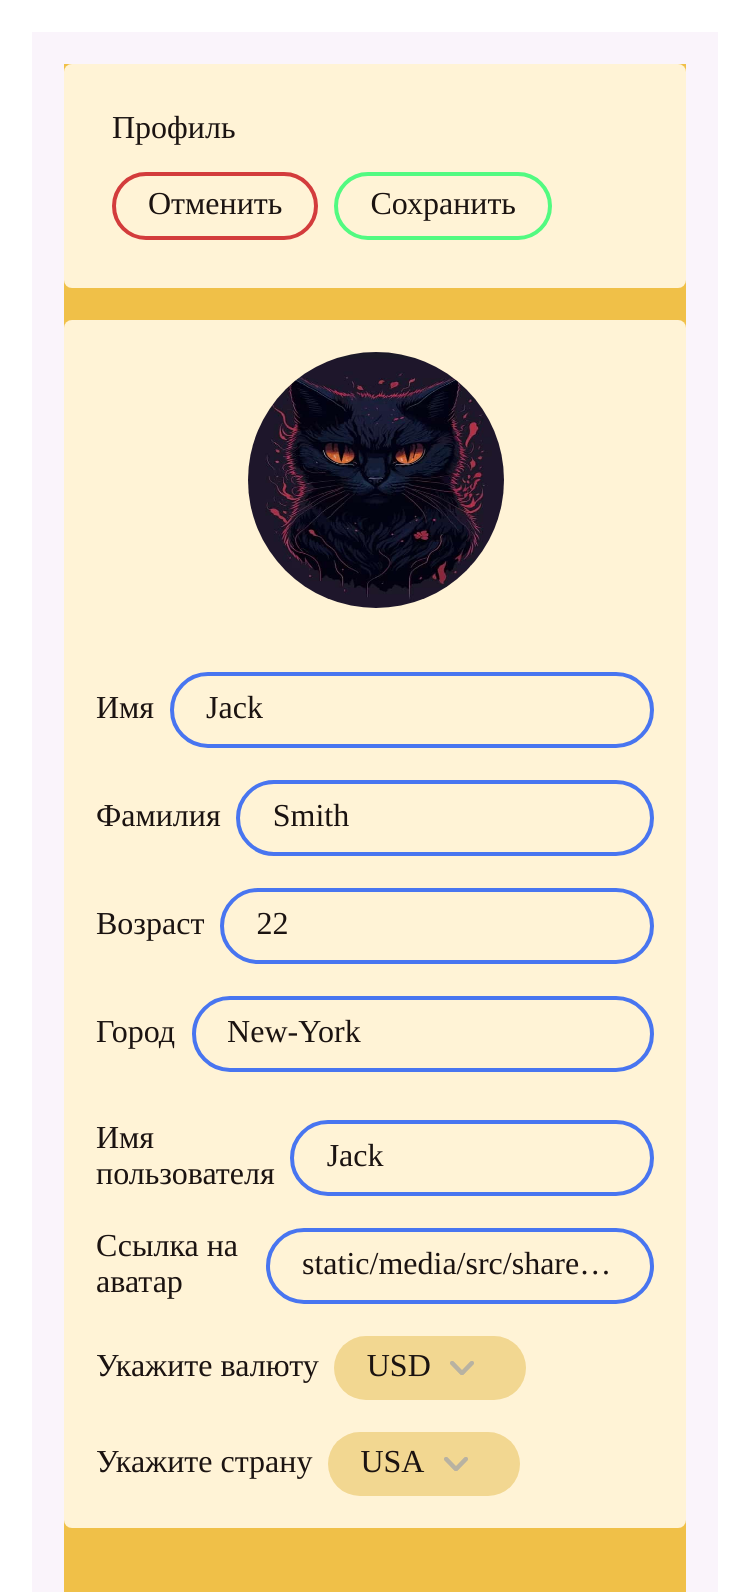 Профиль
Отменить Сохранить
Имя Jack
Фамилия Smith
Возраст 22
Город New-York
Имя
пользователя Jack
Ссылка на
аватар static/media/src/share…
Укажите валюту USD
Укажите страну USA